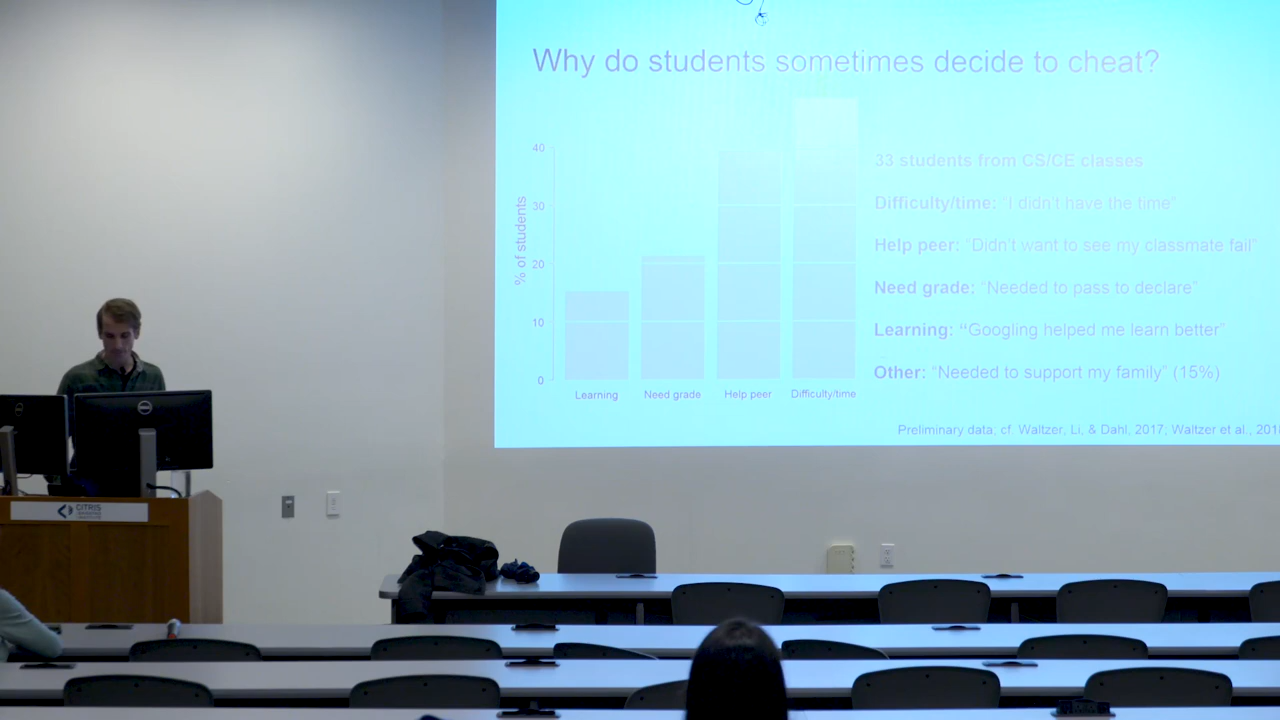 Why do students sometimes decide to cheat?
40
30
20
10
0
% of students
Learning
Need grade
Help peer
Difficulty/time
33 students from CS/CE classes
Difficulty/time: "I didn't have the time"
Help peer: "Didn't want to see my classmate fail"
Need grade: "Needed to pass to declare"
Learning: "Googling helped me learn better"
Other: "Needed to support my family" (15%)
Preliminary data; cf. Waltzer, Li, & Dahl, 2017; Waltzer et al., 201
CITRIS
DELL